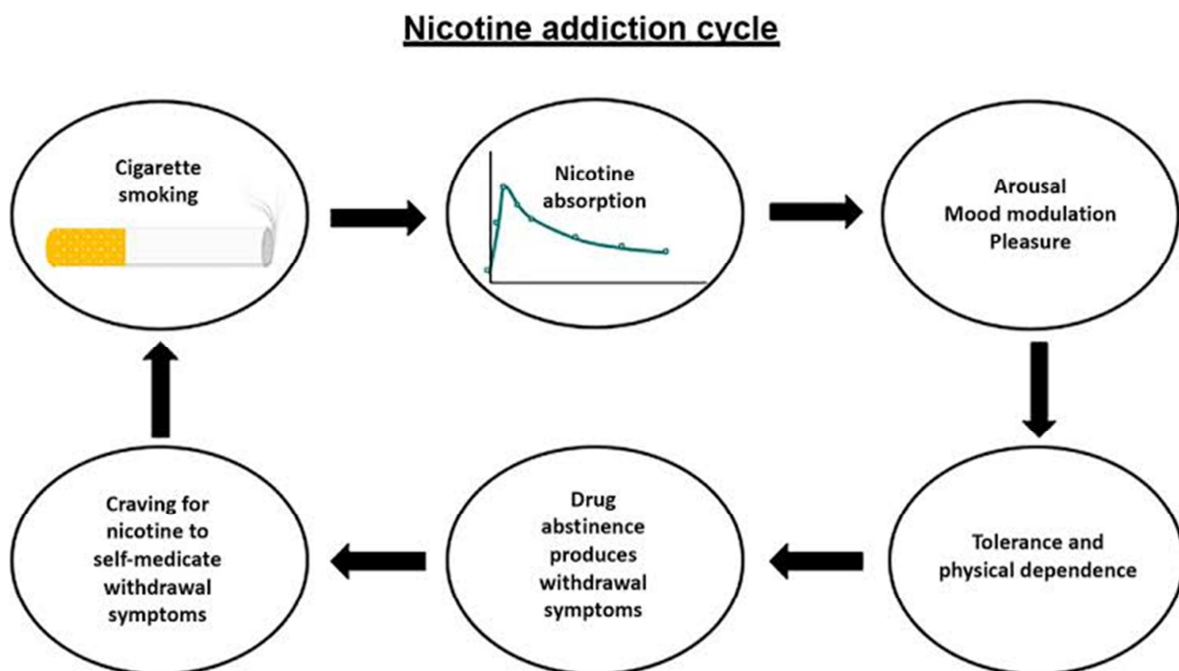 Nicotine addiction cycle
Cigarette
smoking
Nicotine
absorption
Arousal
Mood modulation
Pleasure
Tolerance and
physical dependence
Drug
abstinence
produces
withdrawal
symptoms
Craving for
nicotine to
self-medicate
withdrawal
symptoms